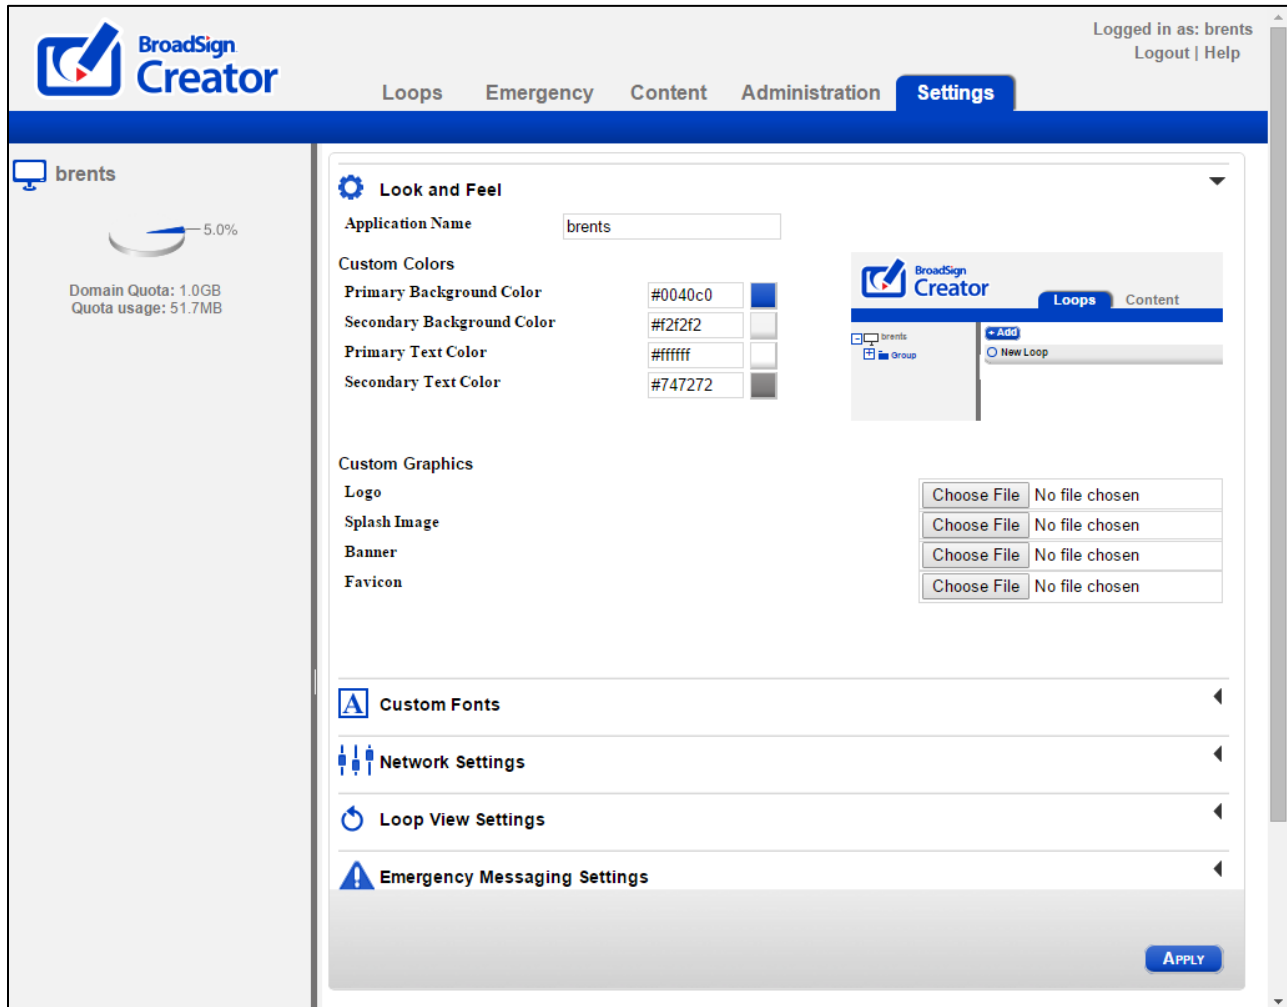 Logged in as: brents
Logout | Help
BroadSign
Creator
Loops Emergency Content Administration Settings
brents
5.0%
Domain Quota: 1.0GB
Quota usage: 51.7MB
Look and Feel
Application Name brents
Custom Colors
Primary Background Color #0040c0
Secondary Background Color #f2f2f2
Primary Text Color #ffffff
Secondary Text Color #747272
BroadSign
Creator
Loops Content
brents
Group
+ Add
New Loop
Custom Graphics
Logo Choose File No file chosen
Splash Image Choose File No file chosen
Banner Choose File No file chosen
Favicon Choose File No file chosen
A Custom Fonts
Network Settings
Loop View Settings
Emergency Messaging Settings
APPLY